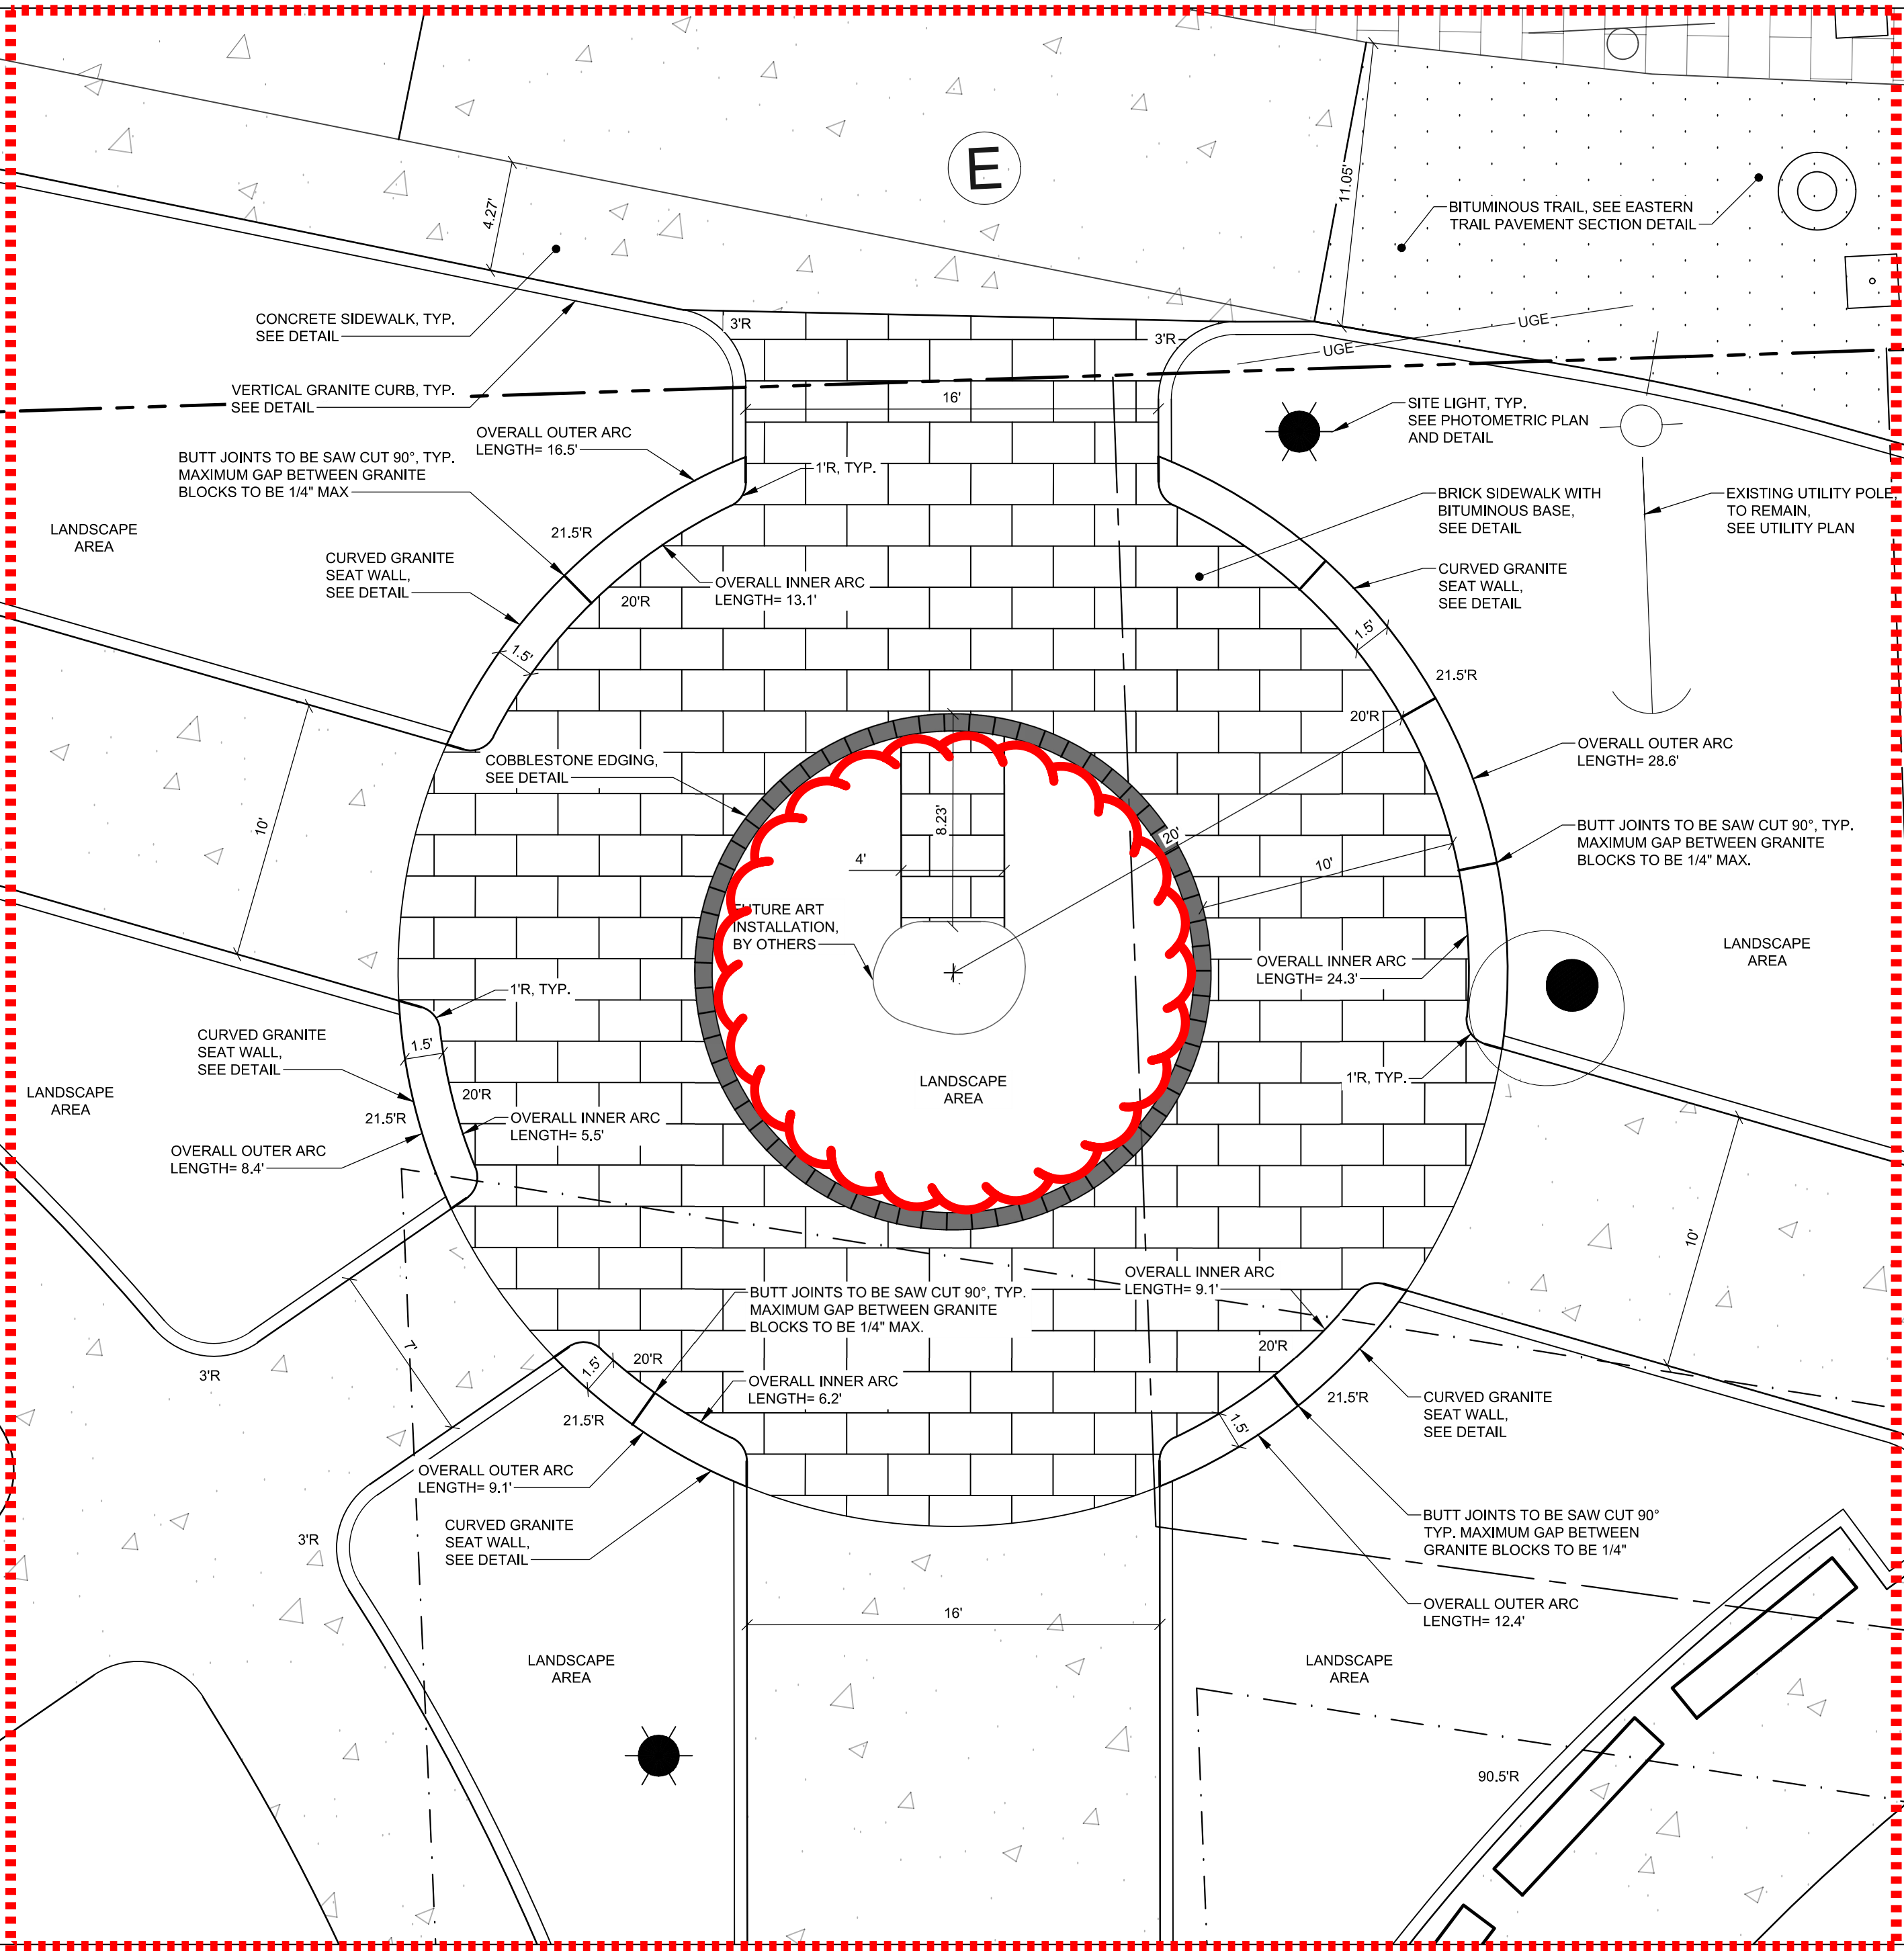 E
4.27'
11.05'
BITUMINOUS TRAIL, SEE EASTERN
TRAIL PAVEMENT SECTION DETAIL
CONCRETE SIDEWALK, TYP.
SEE DETAIL
3'R
3'R
UGE
UGE
VERTICAL GRANITE CURB, TYP.
SEE DETAIL
16'
SITE LIGHT, TYP.
SEE PHOTOMETRIC PLAN
AND DETAIL
OVERALL OUTER ARC
LENGTH= 16.5'
BUTT JOINTS TO BE SAW CUT 90°, TYP.
MAXIMUM GAP BETWEEN GRANITE
BLOCKS TO BE 1/4" MAX
1'R, TYP.
BRICK SIDEWALK WITH
BITUMINOUS BASE,
SEE DETAIL
EXISTING UTILITY POLE,
TO REMAIN,
SEE UTILITY PLAN
LANDSCAPE
AREA
21.5'R
CURVED GRANITE
SEAT WALL,
SEE DETAIL
OVERALL INNER ARC
LENGTH= 13.1'
20'R
CURVED GRANITE
SEAT WALL,
SEE DETAIL
1.5'
1.5'
21.5'R
20'R
COBBLESTONE EDGING,
SEE DETAIL
OVERALL OUTER ARC
LENGTH= 28.6'
10'
8.23'
20'
BUTT JOINTS TO BE SAW CUT 90°, TYP.
MAXIMUM GAP BETWEEN GRANITE
BLOCKS TO BE 1/4" MAX.
4'
10'
FUTURE ART
INSTALLATION,
BY OTHERS
LANDSCAPE
AREA
OVERALL INNER ARC
LENGTH= 24.3'
1'R, TYP.
CURVED GRANITE
SEAT WALL,
SEE DETAIL
1.5'
LANDSCAPE
AREA
1'R, TYP.
LANDSCAPE
AREA
20'R
21.5'R
OVERALL INNER ARC
LENGTH= 5.5'
OVERALL OUTER ARC
LENGTH= 8.4'
10'
OVERALL INNER ARC
LENGTH= 9.1'
BUTT JOINTS TO BE SAW CUT 90°, TYP.
MAXIMUM GAP BETWEEN GRANITE
BLOCKS TO BE 1/4" MAX.
7'
3'R
1.5'
20'R
20'R
OVERALL INNER ARC
LENGTH= 6.2'
21.5'R
21.5'R
CURVED GRANITE
SEAT WALL,
SEE DETAIL
1.5'
OVERALL OUTER ARC
LENGTH= 9.1'
3'R
CURVED GRANITE
SEAT WALL,
SEE DETAIL
BUTT JOINTS TO BE SAW CUT 90°
TYP. MAXIMUM GAP BETWEEN
GRANITE BLOCKS TO BE 1/4"
OVERALL OUTER ARC
LENGTH= 12.4'
16'
LANDSCAPE
AREA
LANDSCAPE
AREA
90.5'R